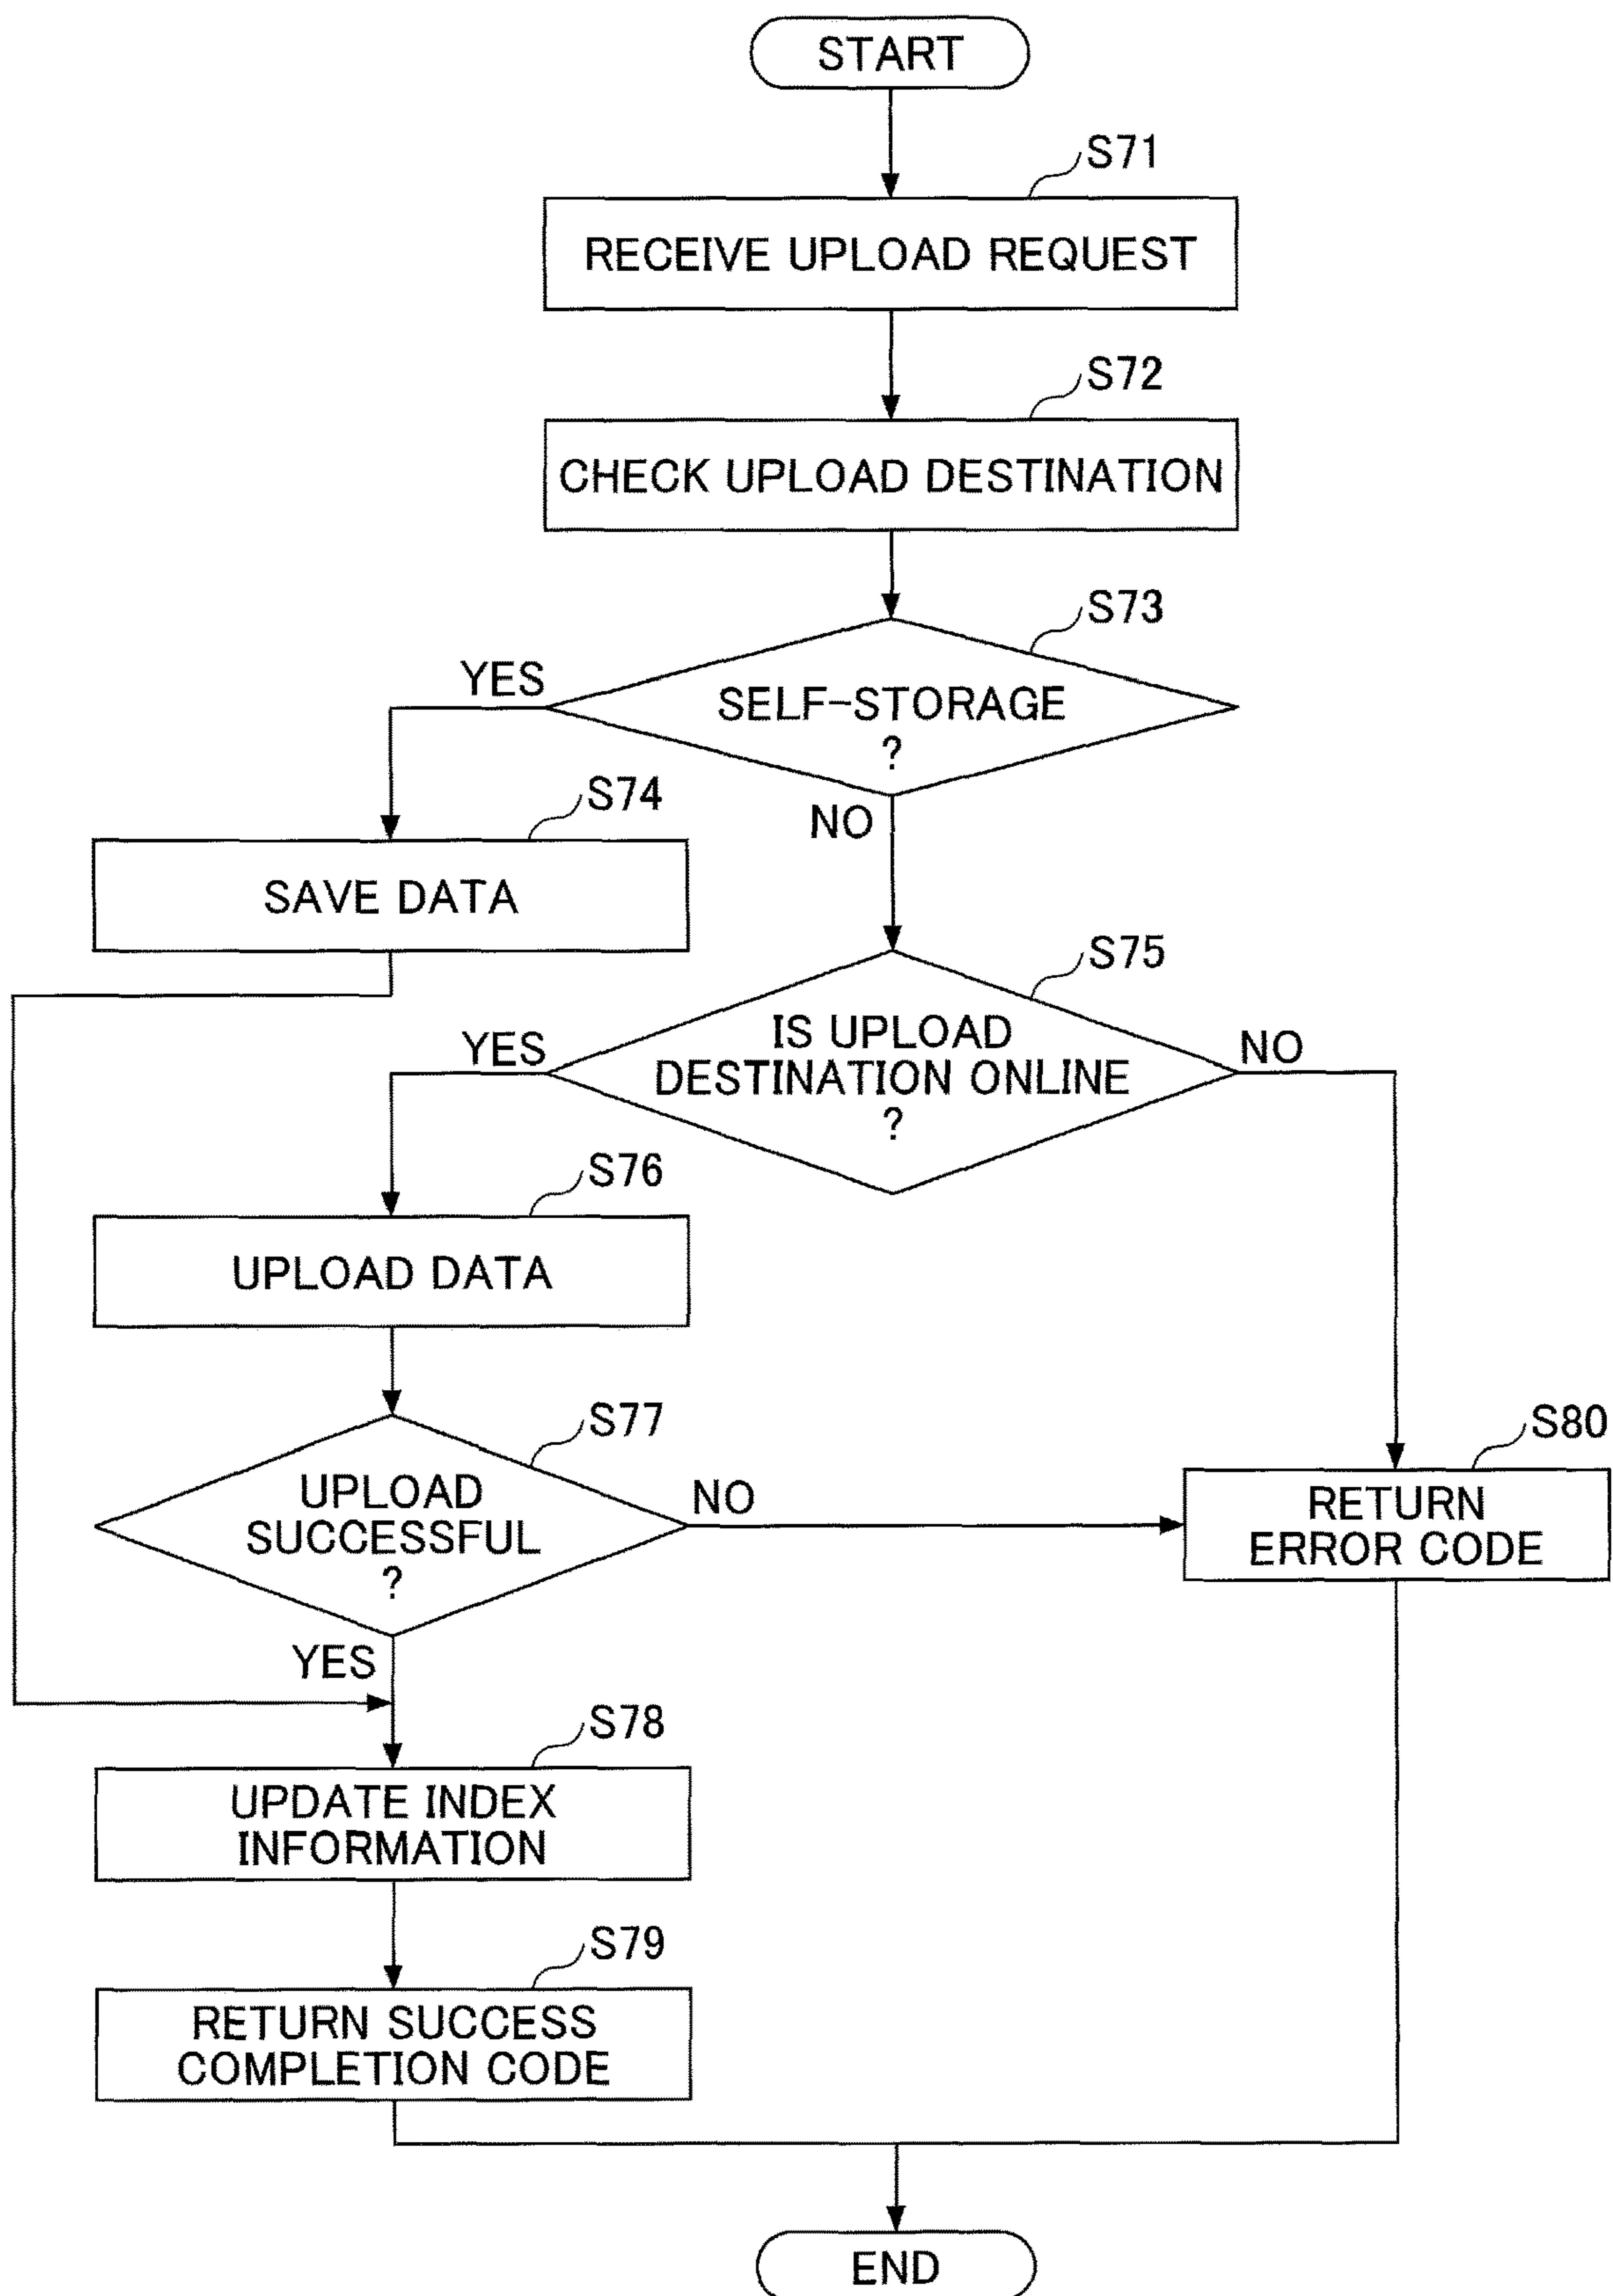 START
S71
RECEIVE UPLOAD REQUEST
S72
CHECK UPLOAD DESTINATION
S73
YES
SELF-STORAGE
?
S74
NO
SAVE DATA
S75
YES
IS UPLOAD
NO
DESTINATION ONLINE
?
S76
UPLOAD DATA
S77
S80
UPLOAD
NO
RETURN
SUCCESSFUL
ERROR CODE
?
YES
S78
UPDATE INDEX
INFORMATION
S79
RETURN SUCCESS
COMPLETION CODE
END